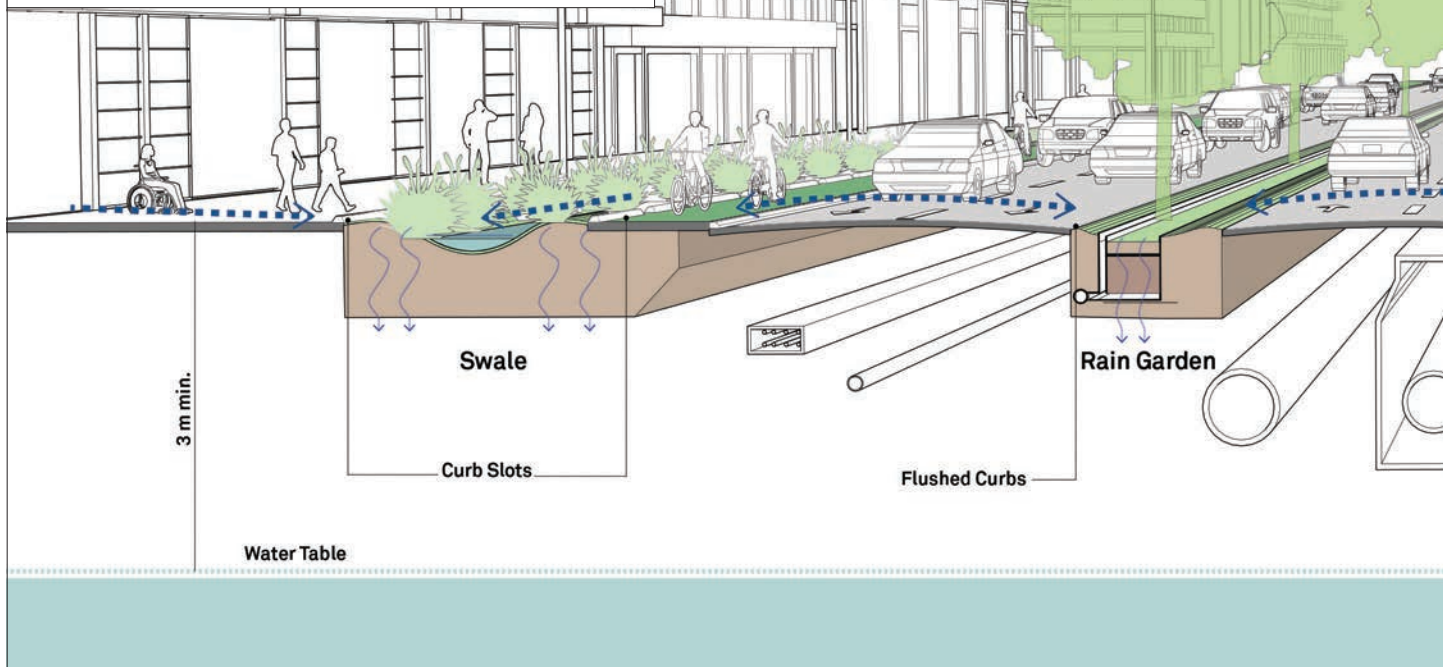 Swale
Rain Garden
3 m min.
Curb Slots
Flushed Curbs
Water Table